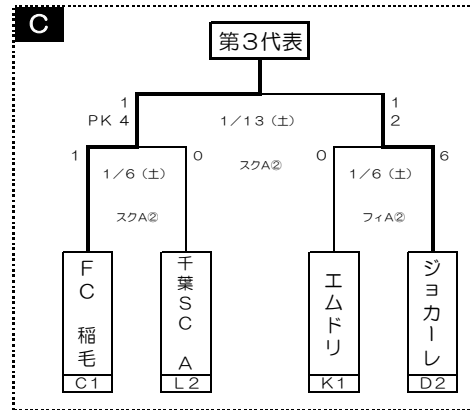 C
第3代表
1
1
PK 4
1／13（土）
2
1
0
スクA②
0
6
1／6（土）
1／6（土）
スクA②
フィA②
FC 稲毛
千葉SC A
エムドリ
ジョカーレ
C1
L2
K1
D2